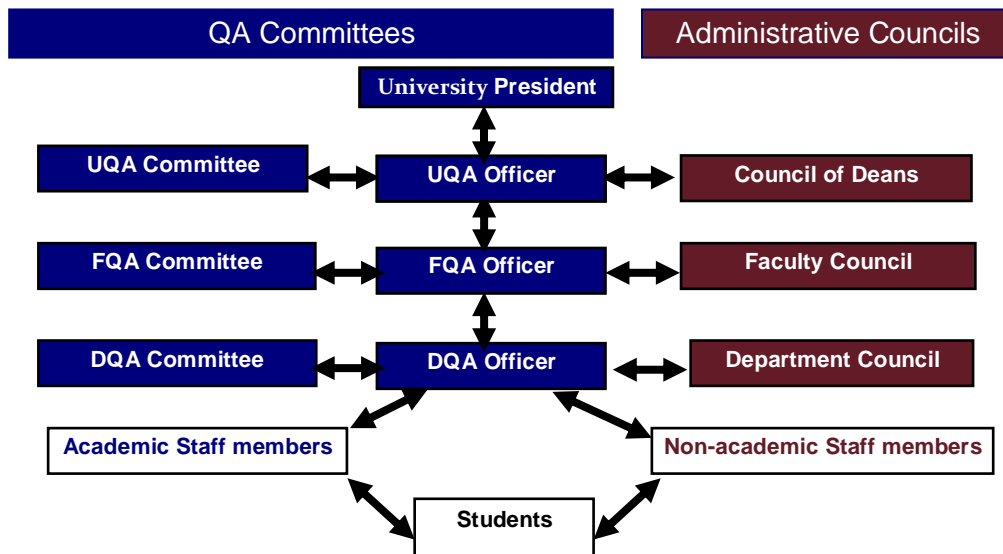 QA Committees
Administrative Councils
University President
UQA Committee
UQA Officer
Council of Deans
FQA Committee
FQA Officer
Faculty Council
DQA Committee
DQA Officer
Department Council
Academic Staff members
Non-academic Staff members
Students